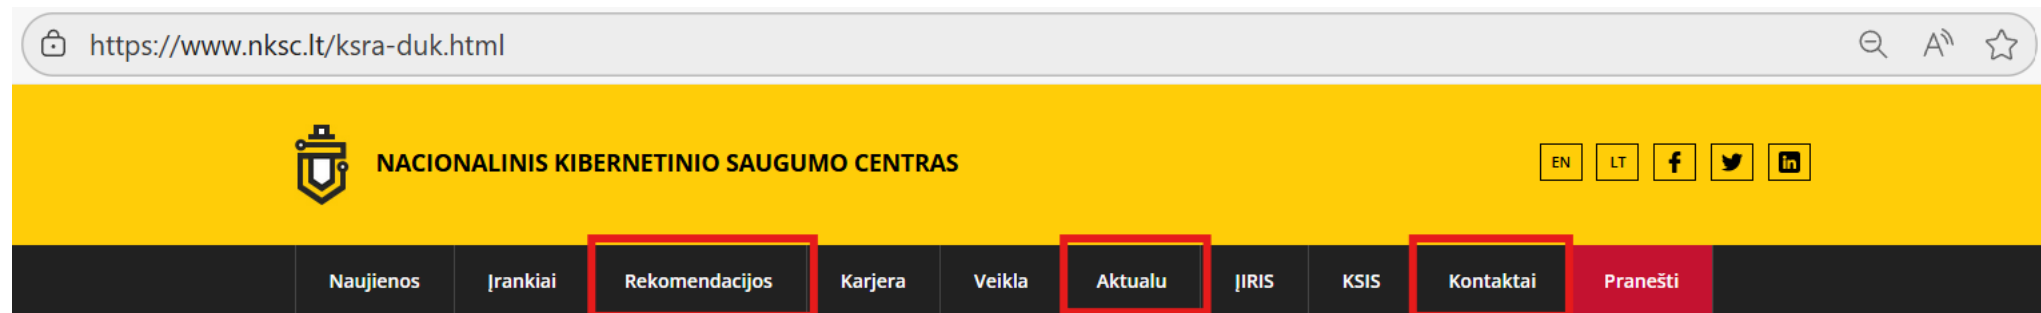 https://www.nksc.lt/ksra-duk.html
NACIONALINIS KIBERNETINIO SAUGUMO CENTRAS
EN LT
Naujienos Įrankiai Rekomendacijos Karjera Veikla Aktualu ĮIRIS KSIS Kontaktai Pranešti